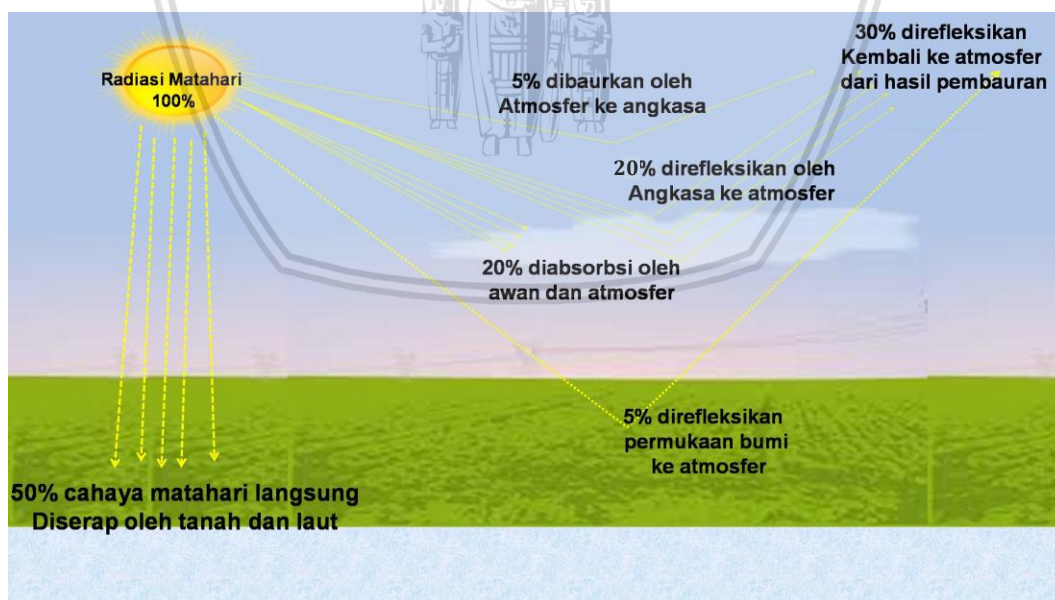 Radiasi Matahari
100%
5% dibaurkan oleh
Atmosfer ke angkasa
30% direfleksikan
Kembali ke atmosfer
dari hasil pembauran
20% direfleksikan oleh
Angkasa ke atmosfer
20% diabsorbsi oleh
awan dan atmosfer
5% direfleksikan
permukaan bumi
ke atmosfer
50% cahaya matahari langsung
Diserap oleh tanah dan laut